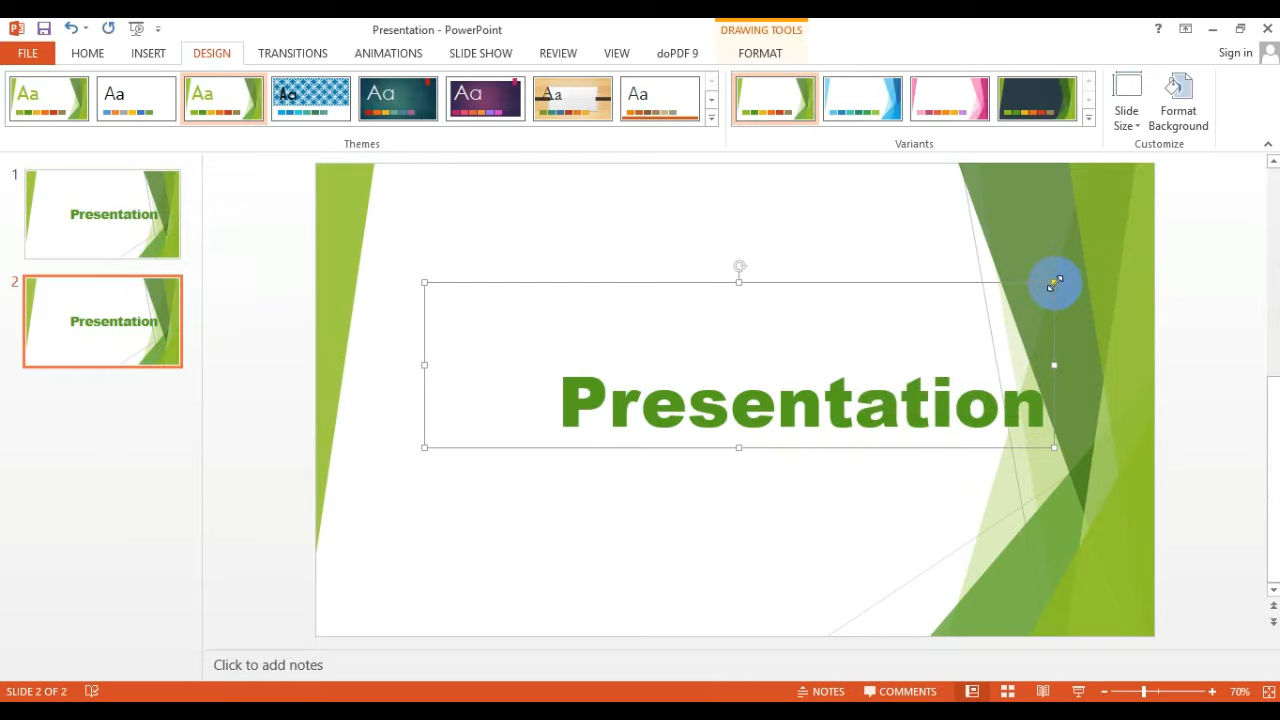 Presentation - PowerPoint
DRAWING TOOLS
?
FILE
HOME
INSERT
DESIGN
TRANSITIONS
ANIMATIONS
SLIDE SHOW
REVIEW
VIEW
doPDF 9
FORMAT
Sign in
Aa
Aa
Aa
Aa
Aa
Aa
Aa
Aa
Slide
Size
Format
Background
Themes
Variants
Customize
1
Presentation
2
Presentation
Presentation
Click to add notes
SLIDE 2 OF 2
NOTES
COMMENTS
70%